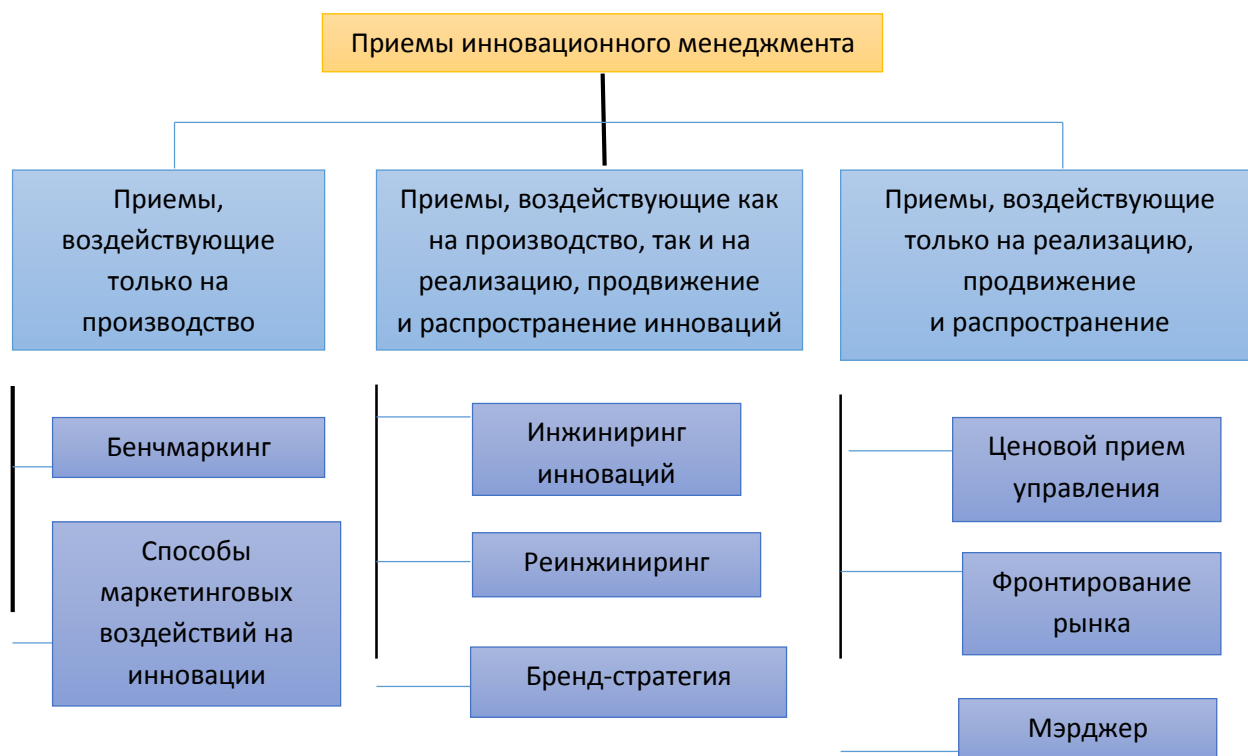 Приемы инновационного менеджмента
Приемы,
воздействующие
только на
производство
Приемы, воздействующие как
на производство, так и на
реализацию, продвижение
и распространение инноваций
Приемы, воздействующие
только на реализацию,
продвижение
и распространение
Бенчмаркинг
Способы
маркетинговых
воздействий на
инновации
Инжиниринг
инноваций
Реинжиниринг
Бренд-стратегия
Ценовой прием
управления
Фронтирование
рынка
Мэрджер